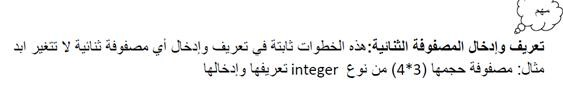 مهم
تعريف وإدخال المصفوفة الثنائية:هذه الخطوات ثابتة في تعريف وإدخال أي مصفوفة ثنائية لا تتغير ابد
مثال: مصفوفة حجمها (3*4) من نوع integer تعريفها وإدخالها